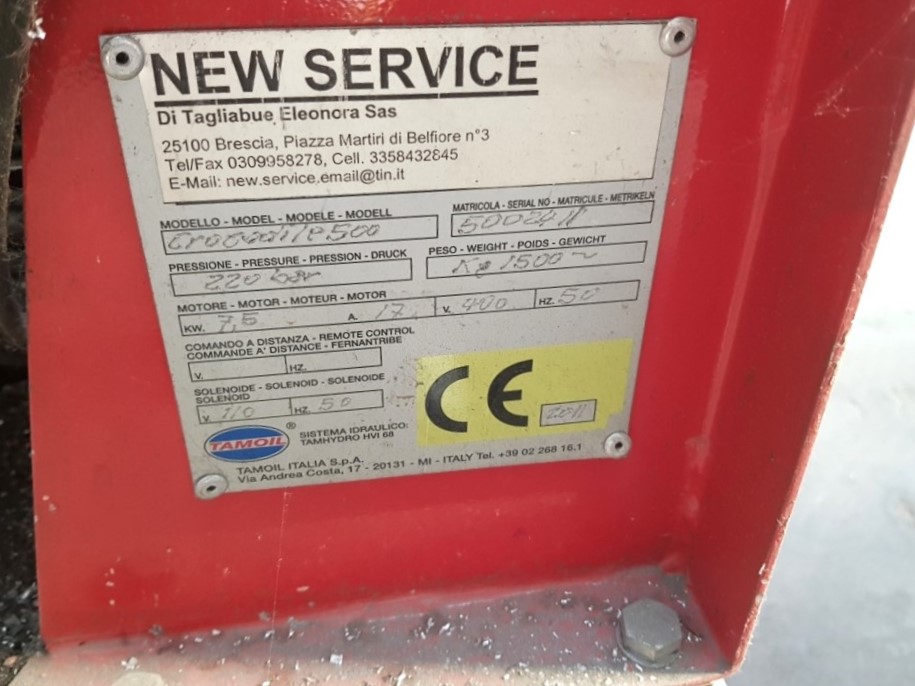 NEW SERVICE
Di Tagliabue Eleonora Sas
25100 Brescia, Piazza Martiri di Belfiore n°3
Tel/Fax 0309958278, Cell. 3358432845
E-Mail: new.service.email@tin.it
MODELLO - MODEL - MODELE - MODELL
Crocodile 500
MATRICOLA - SERIAL NO - MATRICULE - METRIKELN
PRESSIONE - PRESSURE - PRESSION - DRUCK
220 bar
PESO - WEIGHT - POIDS - GEWICHT
Kg 1500 ~
MOTORE - MOTOR - MOTEUR - MOTOR
KW. 7,5 A. 17 V. 400 HZ. 50
COMANDO A DISTANZA - REMOTE CONTROL
COMMANDE A' DISTANCE - FERNANTRIBE
V. HZ.
SOLENOIDE - SOLENOID - SOLENOIDE
SOLENOID
V. 110 HZ. 50
CE
2011
TAMOIL ®
SISTEMA IDRAULICO:
TAMHYDRO HVI 68
TAMOIL ITALIA S.p.A.
Via Andrea Costa, 17 - 20131 - MI - ITALY Tel. +39 02 268 16.1